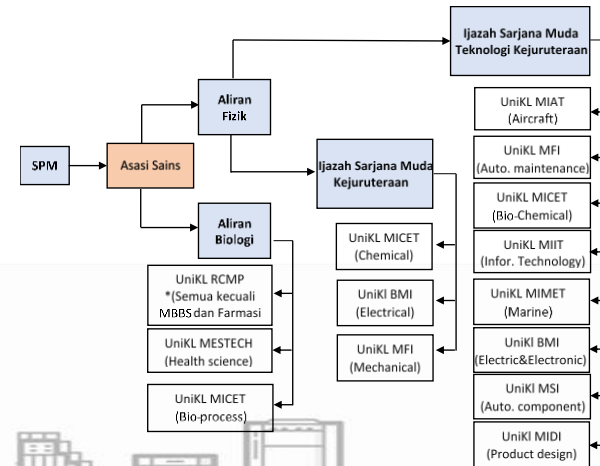 Ijazah Sarjana Muda
Teknologi Kejuruteraan
Aliran
Fizik
SPM
Asasi Sains
Ijazah Sarjana Muda
Kejuruteraan
Aliran
Biologi
UniKL RCMP
*(Semua kecuali
MBBS dan Farmasi
UniKL MESTECH
(Health science)
UniKL MICET
(Bio-process)
UniKL MICET
(Chemical)
UniKl BMI
(Electrical)
UniKL MFI
(Mechanical)
UniKL MIAT
(Aircraft)
UniKL MFI
(Auto. maintenance)
UniKL MICET
(Bio-Chemical)
UniKL MIIT
(Infor. Technology)
UniKL MIMET
(Marine)
UniKl BMI
(Electric&Electronic)
UniKl MSI
(Auto. component)
UniKl MIDI
(Product design)